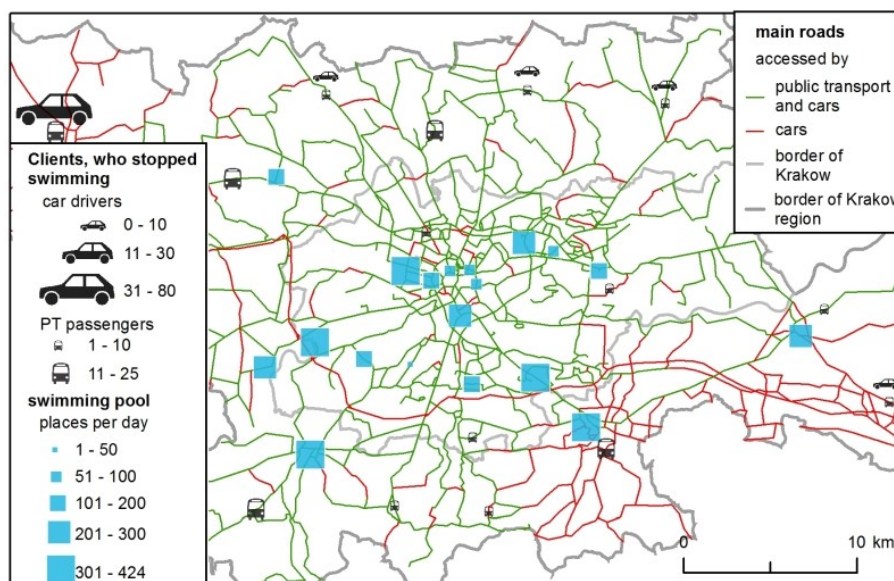 main roads
accessed by
public transport
and cars
cars
border of
Krakow
border of Krakow
region
Clients, who stopped
swimming
car drivers
0 - 10
11 - 30
31 - 80
PT passengers
1 - 10
11 - 25
swimming pool
places per day
1 - 50
51 - 100
101 - 200
201 - 300
301 - 424
0
10 km